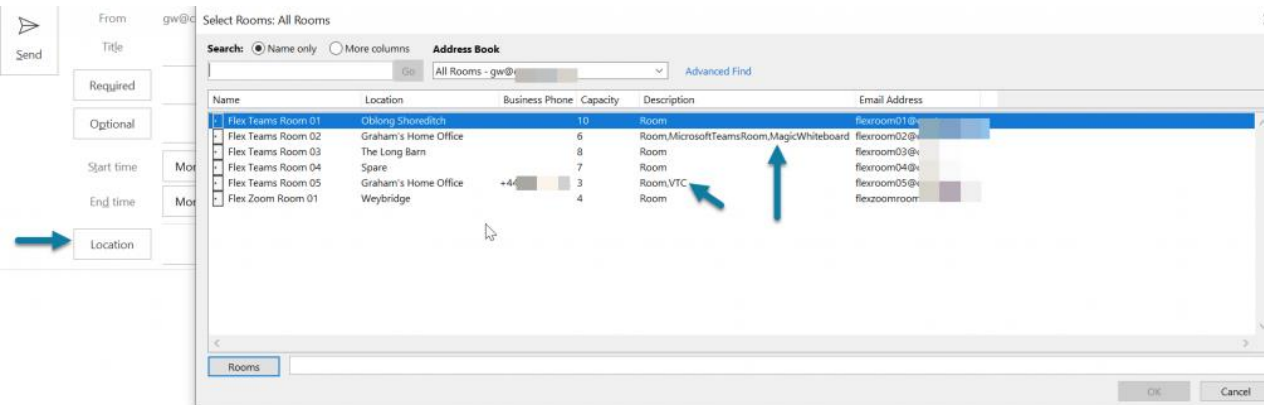 Send
From gw@c
Title
Required
Optional
Start time Mor
End time Mor
Location
Select Rooms: All Rooms
Search: Name only More columns Address Book
Go All Rooms - gw@ Advanced Find
Name Location Business Phone Capacity Description Email Address
Flex Teams Room 01 Oblong Shoreditch 10 Room flexroom01@
Flex Teams Room 02 Graham's Home Office 6 Room,MicrosoftTeamsRoom,MagicWhiteboard flexroom02@
Flex Teams Room 03 The Long Barn 8 Room flexroom03@
Flex Teams Room 04 Spare 7 Room flexroom04@
Flex Teams Room 05 Graham's Home Office +44 3 Room,VTC flexroom05@
Flex Zoom Room 01 Weybridge 4 Room flexzoomroom
Rooms
OK Cancel